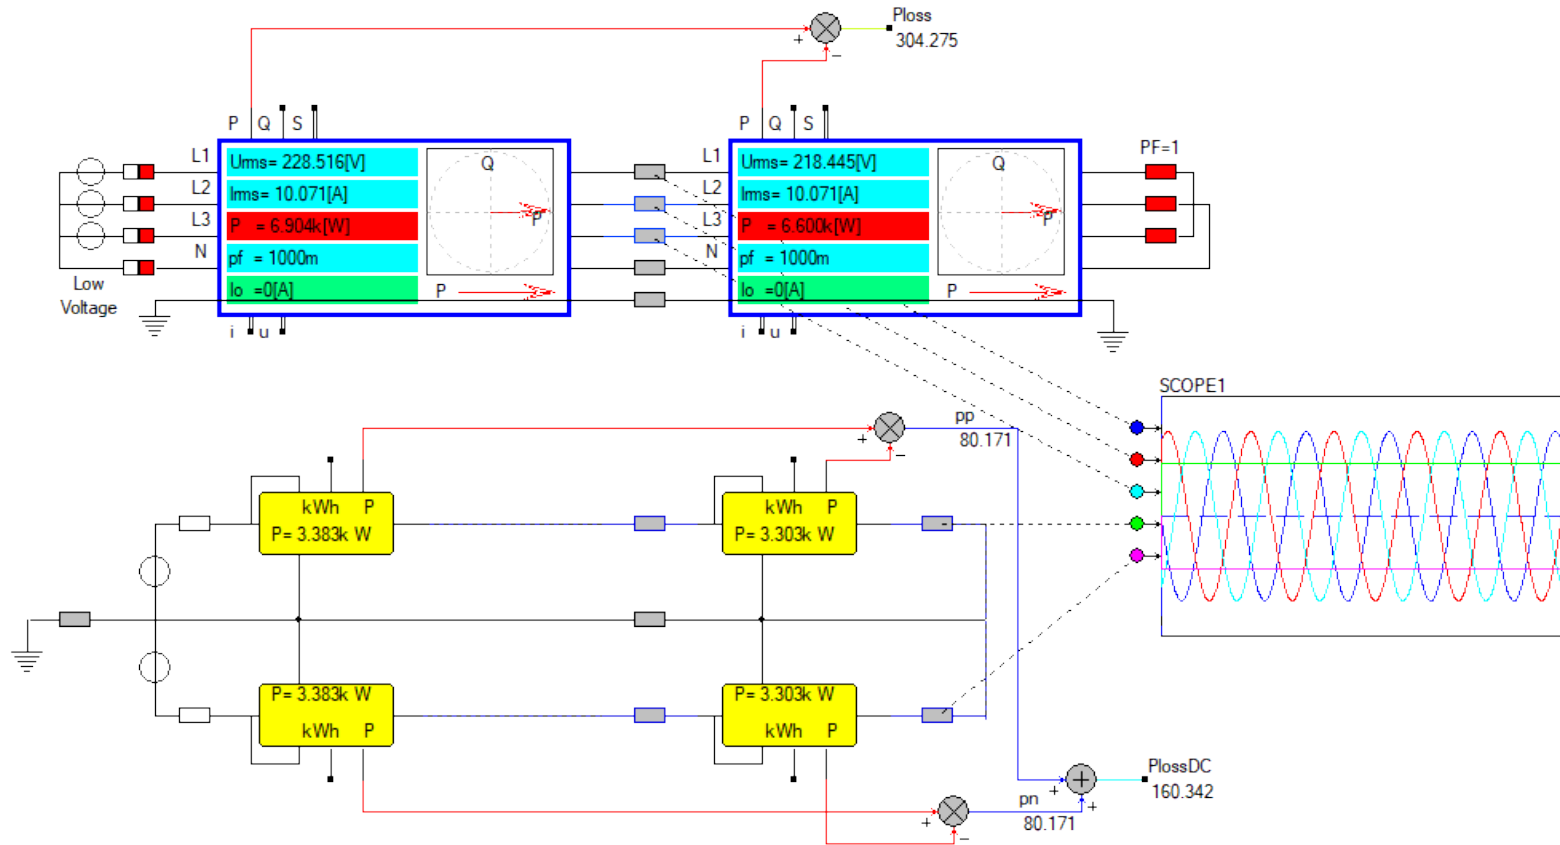 Ploss
304.275
P Q S
P Q S
L1
Urms= 228.516[V]
L2
Irms= 10.071[A]
L3
P = 6.904k[W]
N
pf = 1000m
Io =0[A]
Q
P
P
i u
L1
Urms= 218.445[V]
L2
Irms= 10.071[A]
L3
P = 6.600k[W]
N
pf = 1000m
Io =0[A]
Q
P
P
i u
PF=1
Low
Voltage
+
−
SCOPE1
pp
80.171
+
−
kWh P
P= 3.383k W
kWh P
P= 3.303k W
-
P= 3.383k W
kWh P
P= 3.303k W
kWh P
PlossDC
160.342
+
+
+
pn
80.171
+
−